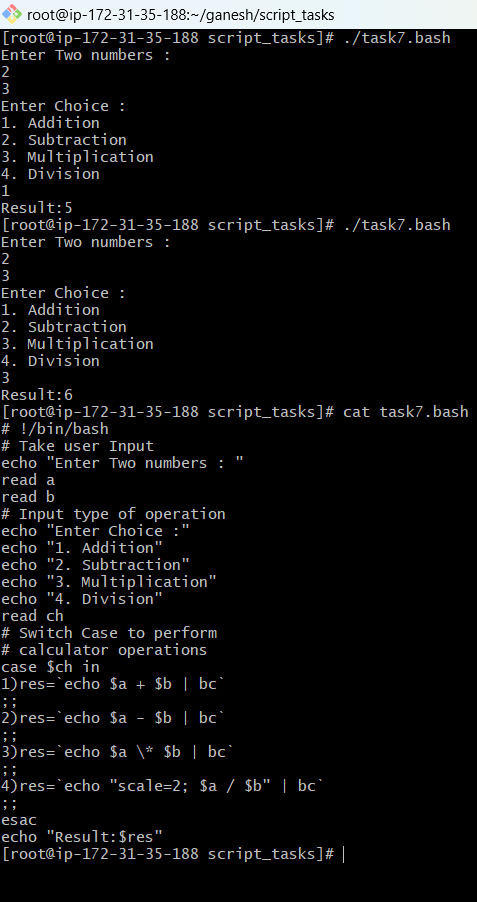 root@ip-172-31-35-188:~/ganesh/script_tasks
[root@ip-172-31-35-188 script_tasks]# ./task7.bash
Enter Two numbers :
2
3
Enter Choice :
1. Addition
2. Subtraction
3. Multiplication
4. Division
1
Result:5
[root@ip-172-31-35-188 script_tasks]# ./task7.bash
Enter Two numbers :
2
3
Enter Choice :
1. Addition
2. Subtraction
3. Multiplication
4. Division
3
Result:6
[root@ip-172-31-35-188 script_tasks]# cat task7.bash
# !/bin/bash
# Take user Input
echo "Enter Two numbers : "
read a
read b
# Input type of operation
echo "Enter Choice :"
echo "1. Addition"
echo "2. Subtraction"
echo "3. Multiplication"
echo "4. Division"
read ch
# Switch Case to perform
# calculator operations
case $ch in
1)res=`echo $a + $b | bc`
;;
2)res=`echo $a - $b | bc`
;;
3)res=`echo $a \* $b | bc`
;;
4)res=`echo "scale=2; $a / $b" | bc`
;;
esac
echo "Result:$res"
[root@ip-172-31-35-188 script_tasks]#